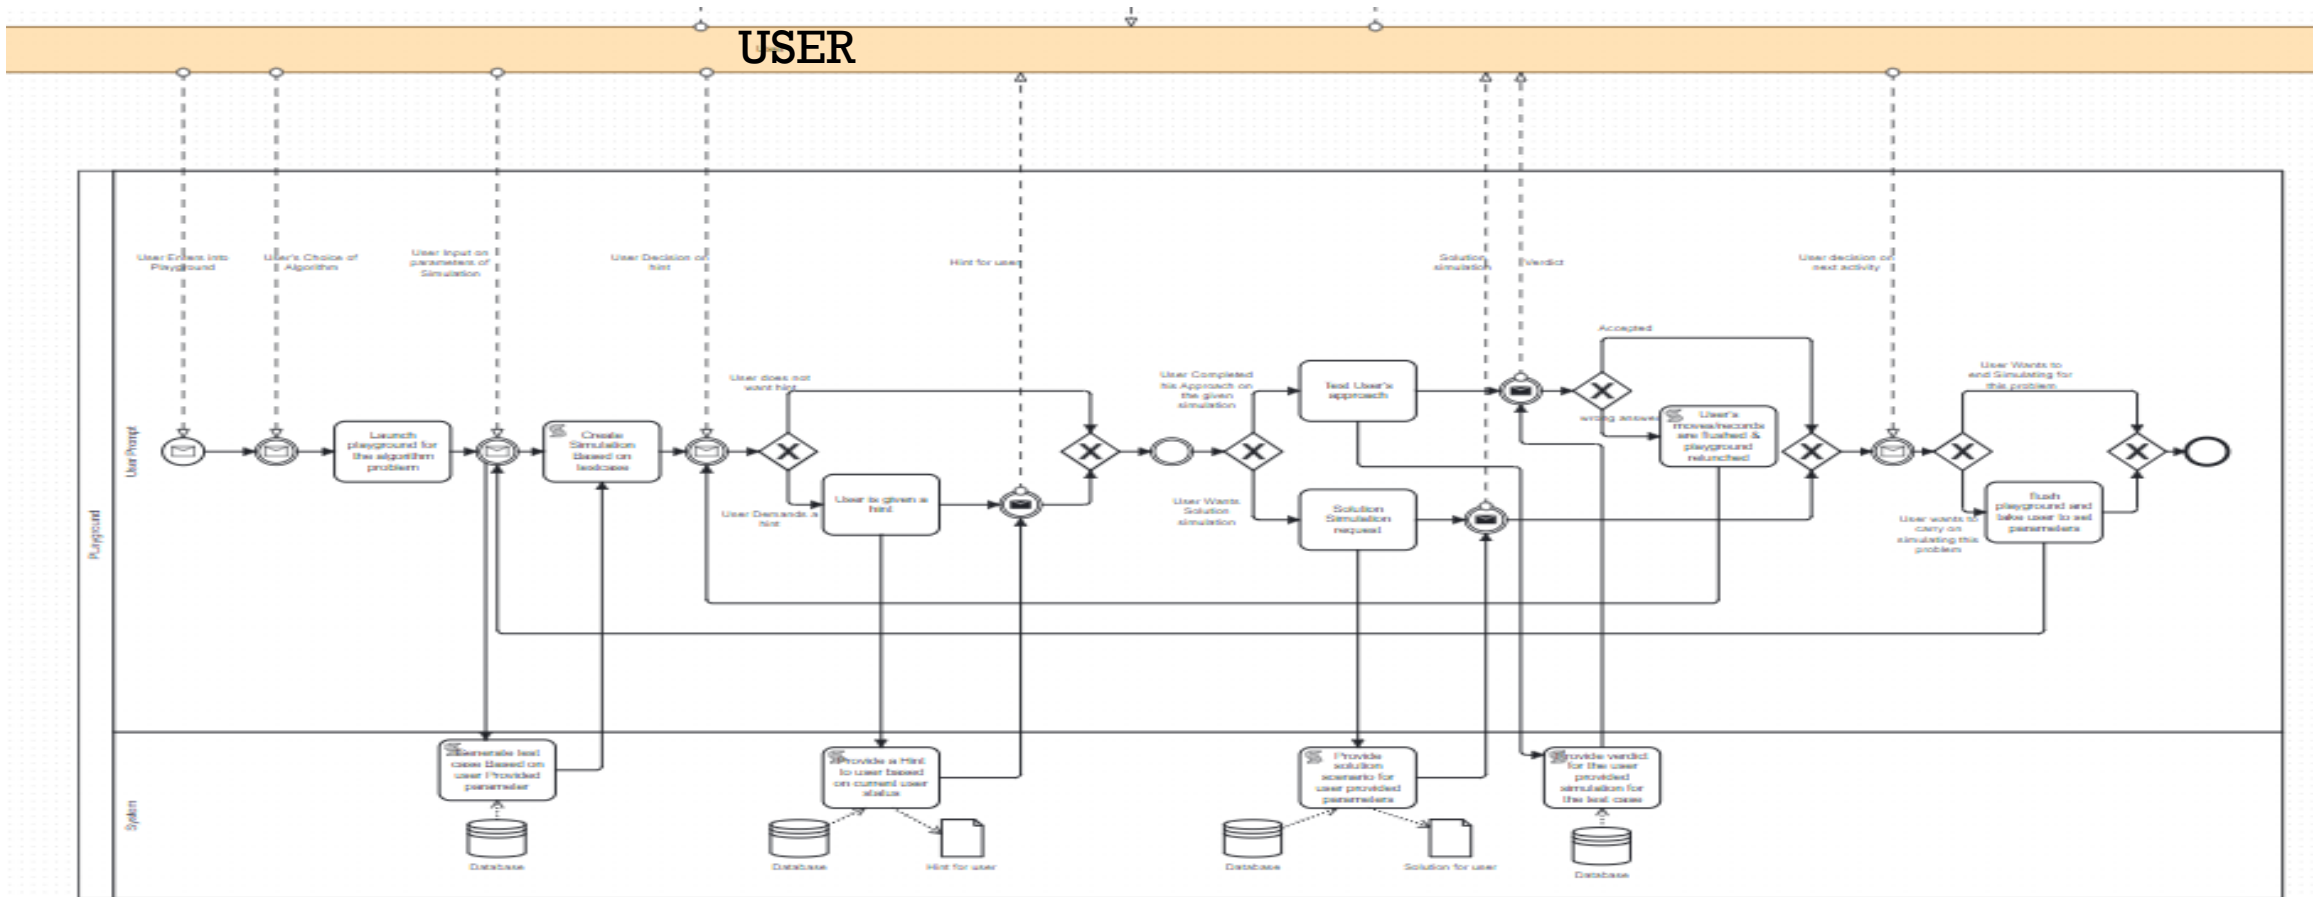 USER
User Enters into
Playground
User's Choice of
Algorithm
User Input on
parameters of
Simulation
User Decision on
hint
Hint for user
Solution
simulation
Verdict
User decision on
next activity
Playground
User Prompt
Launch
playground for
the algorithm
problem
Create
Simulation
Based on
testcase
User does not
want hint
User Demands a
hint
User is given a
hint
User Completed
his Approach on
the given
simulation
User Wants
Solution
simulation
Test User's
approach
Solution
Simulation
request
Accepted
wrong answer
User's
moves/records
are flushed &
playground
relunched
User Wants to
end Simulating for
this problem
User wants to
carry on
simulating this
problem
flush
playground and
take user to set
parameters
System
Generate test
case Based on
user Provided
parameter
Database
Provide a Hint
to user based
on current user
status
Database
Hint for user
Provide
solution
scenario for
user provided
parameters
Database
Solution for user
Provide verdict
for the user
provided
simulation for
the test case
Database